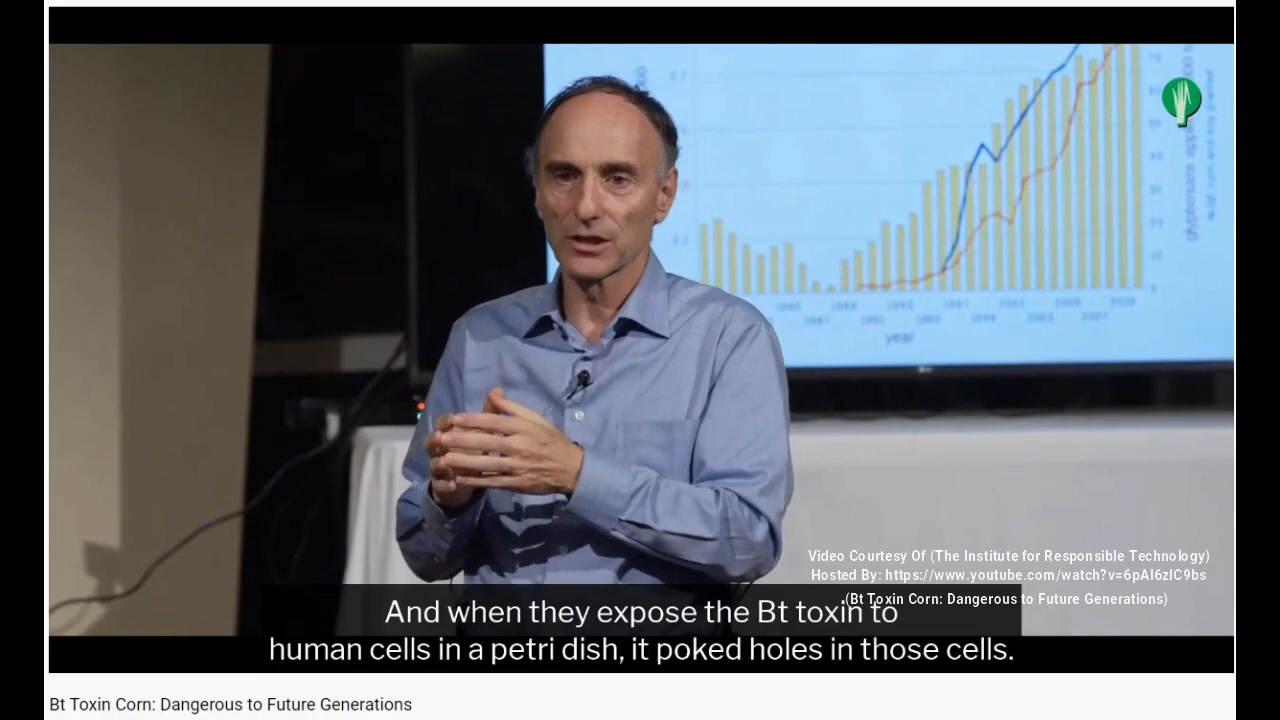 year
Video Courtesy Of (The Institute for Responsible Technology)
Hosted By: https://www.youtube.com/watch?v=6pAI6zIC9bs
(Bt Toxin Corn: Dangerous to Future Generations)
And when they expose the Bt toxin to
human cells in a petri dish, it poked holes in those cells.
Bt Toxin Corn: Dangerous to Future Generations